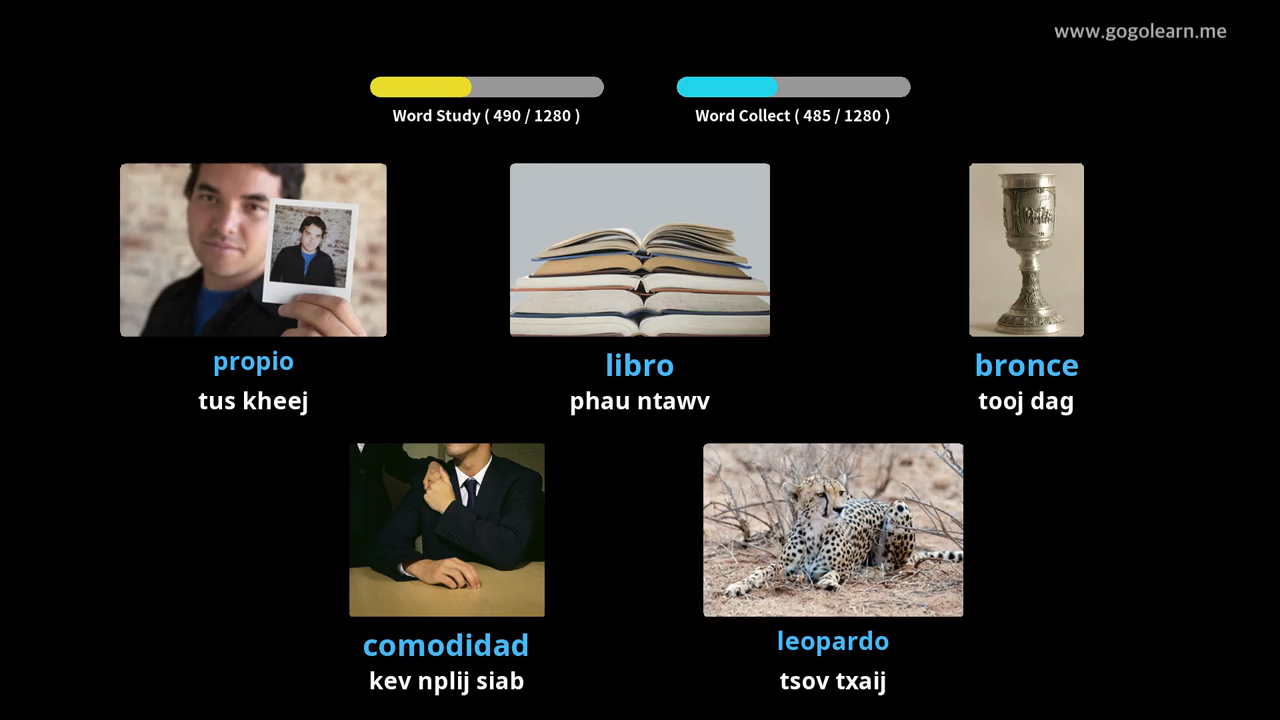 www.gogolearn.me
Word Study ( 490 / 1280 )
Word Collect ( 485 / 1280 )
propio
tus kheej
libro
phau ntawv
bronce
tooj dag
comodidad
kev nplij siab
leopardo
tsov txaij